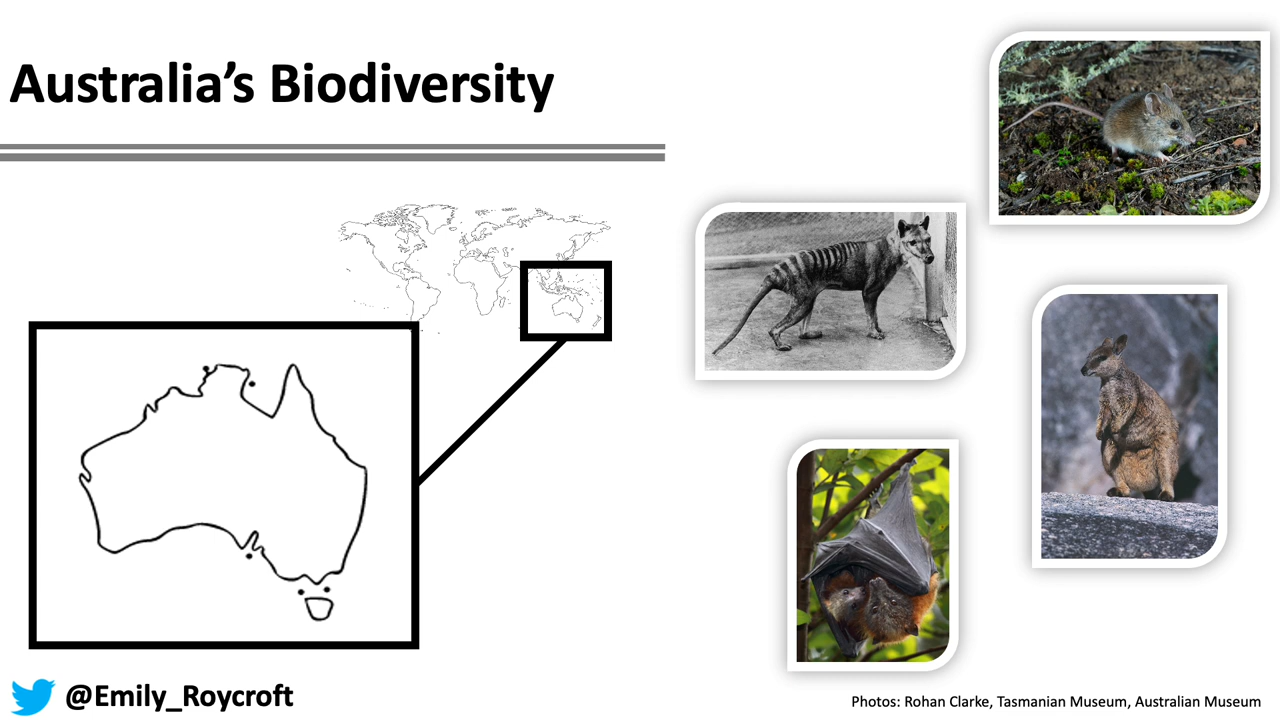 Australia’s Biodiversity
@Emily_Roycroft
Photos: Rohan Clarke, Tasmanian Museum, Australian Museum